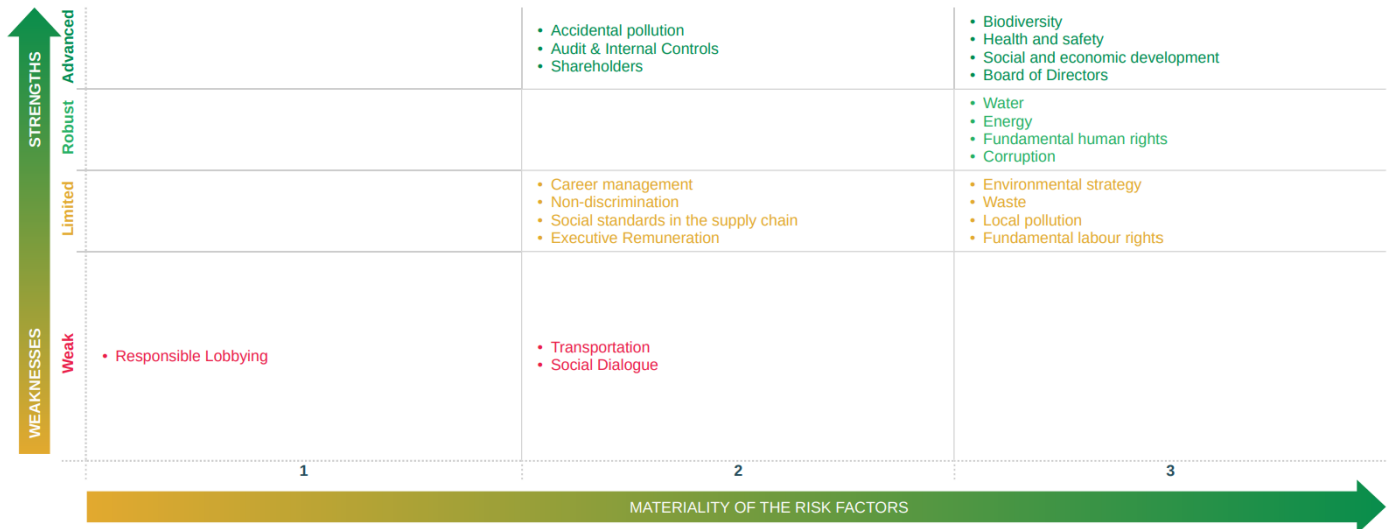 STRENGTHS
WEAKNESSES
Advanced
• Accidental pollution
• Audit & Internal Controls
• Shareholders
• Biodiversity
• Health and safety
• Social and economic development
• Board of Directors
Robust
• Water
• Energy
• Fundamental human rights
• Corruption
Limited
• Career management
• Non-discrimination
• Social standards in the supply chain
• Executive Remuneration
• Environmental strategy
• Waste
• Local pollution
• Fundamental labour rights
Weak
• Responsible Lobbying
• Transportation
• Social Dialogue
1
2
3
MATERIALITY OF THE RISK FACTORS